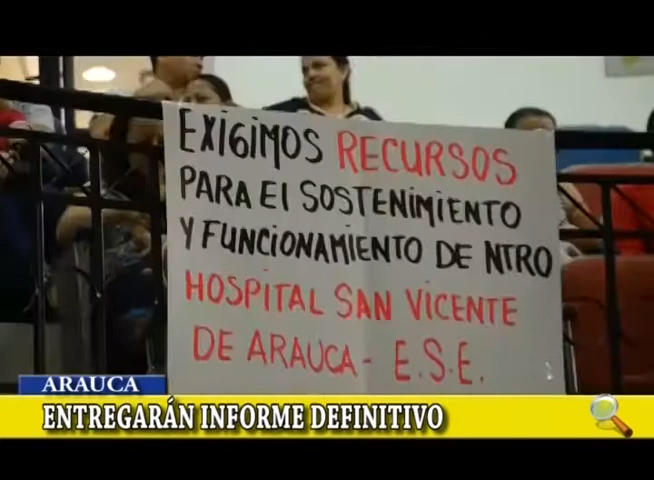 EXIGIMOS RECURSOS
PARA El SOSTENIMIENTO
Y FUNCIONAMIENTO DE NTRO
HOSPITAL SAN VICENTE
DE ARAUCA - E.S.E.
ARAUCA
ENTREGARÁN INFORME DEFINITIVO